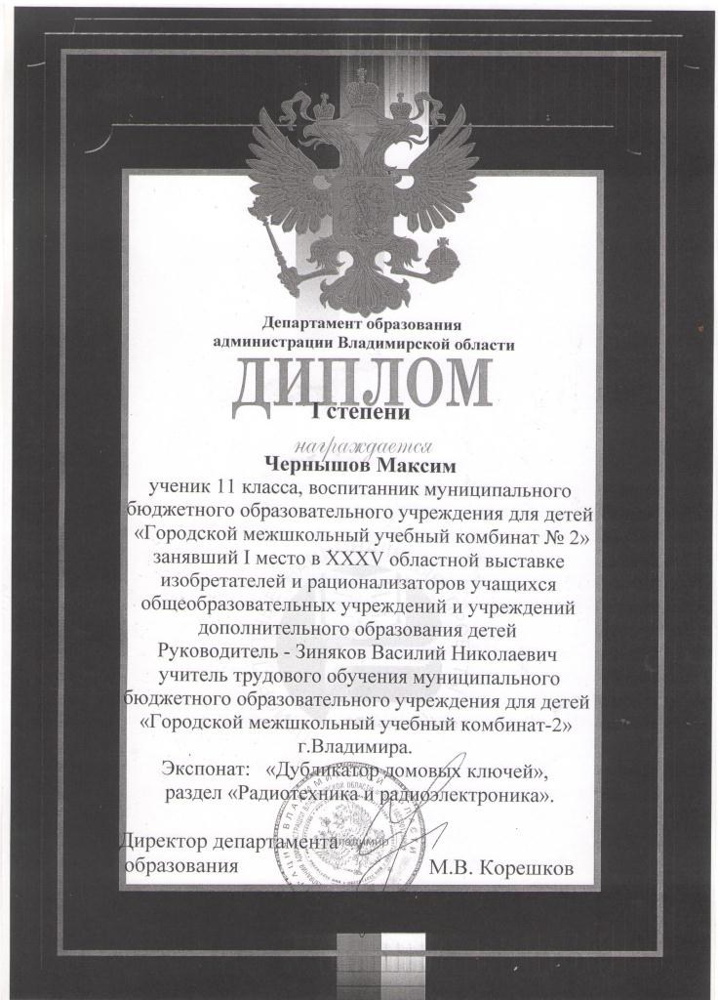 Департамент образования
администрации Владимирской области
ДИПЛОМ
I степени
награждается
Чернышов Максим
ученик 11 класса, воспитанник муниципального
бюджетного образовательного учреждения для детей
«Городской межшкольный учебный комбинат № 2»
занявший I место в XXXV областной выставке
изобретателей и рационализаторов учащихся
общеобразовательных учреждений и учреждений
дополнительного образования детей
Руководитель - Зиняков Василий Николаевич
учитель трудового обучения муниципального
бюджетного образовательного учреждения для детей
«Городской межшкольный учебный комбинат-2»
г.Владимира.
Экспонат: «Дубликатор домовых ключей»,
раздел «Радиотехника и радиоэлектроника».
Директор департамента
образования
М.В. Корешков